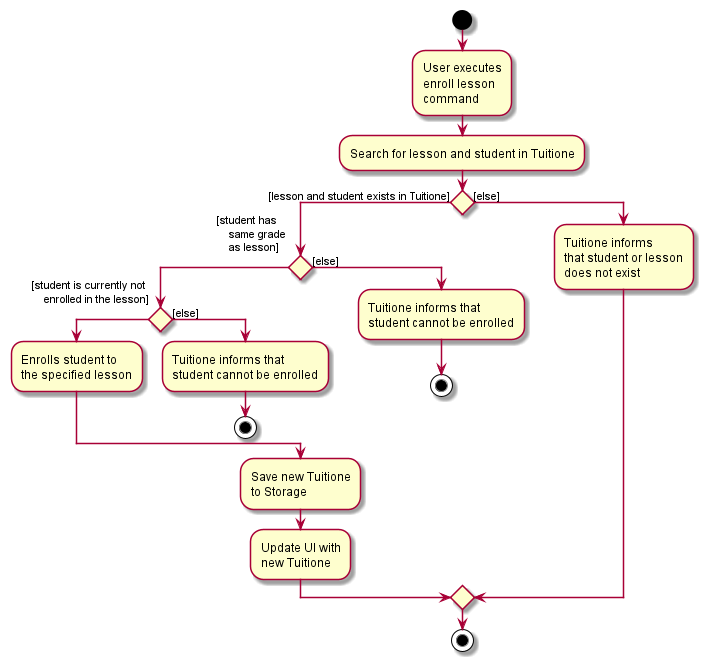 User executes
enroll lesson
command
Search for lesson and student in Tuitione
[lesson and student exists in Tuitione]
[else]
[student has
same grade
as lesson]
[else]
Tuitione informs
that student or lesson
does not exist
[student is currently not
enrolled in the lesson]
[else]
Tuitione informs that
student cannot be enrolled
Enrolls student to
the specified lesson
Tuitione informs that
student cannot be enrolled
Save new Tuitione
to Storage
Update UI with
new Tuitione